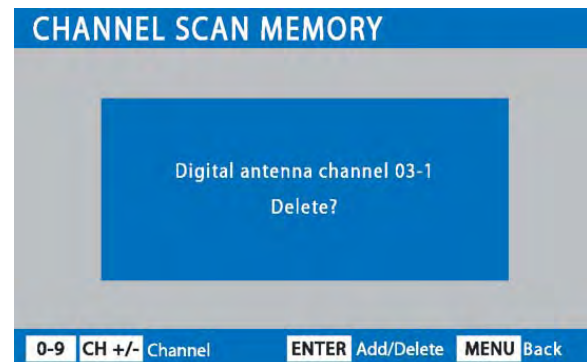 CHANNEL SCAN MEMORY
Digital antenna channel 03-1
Delete?
0-9 CH +/- Channel ENTER Add/Delete MENU Back